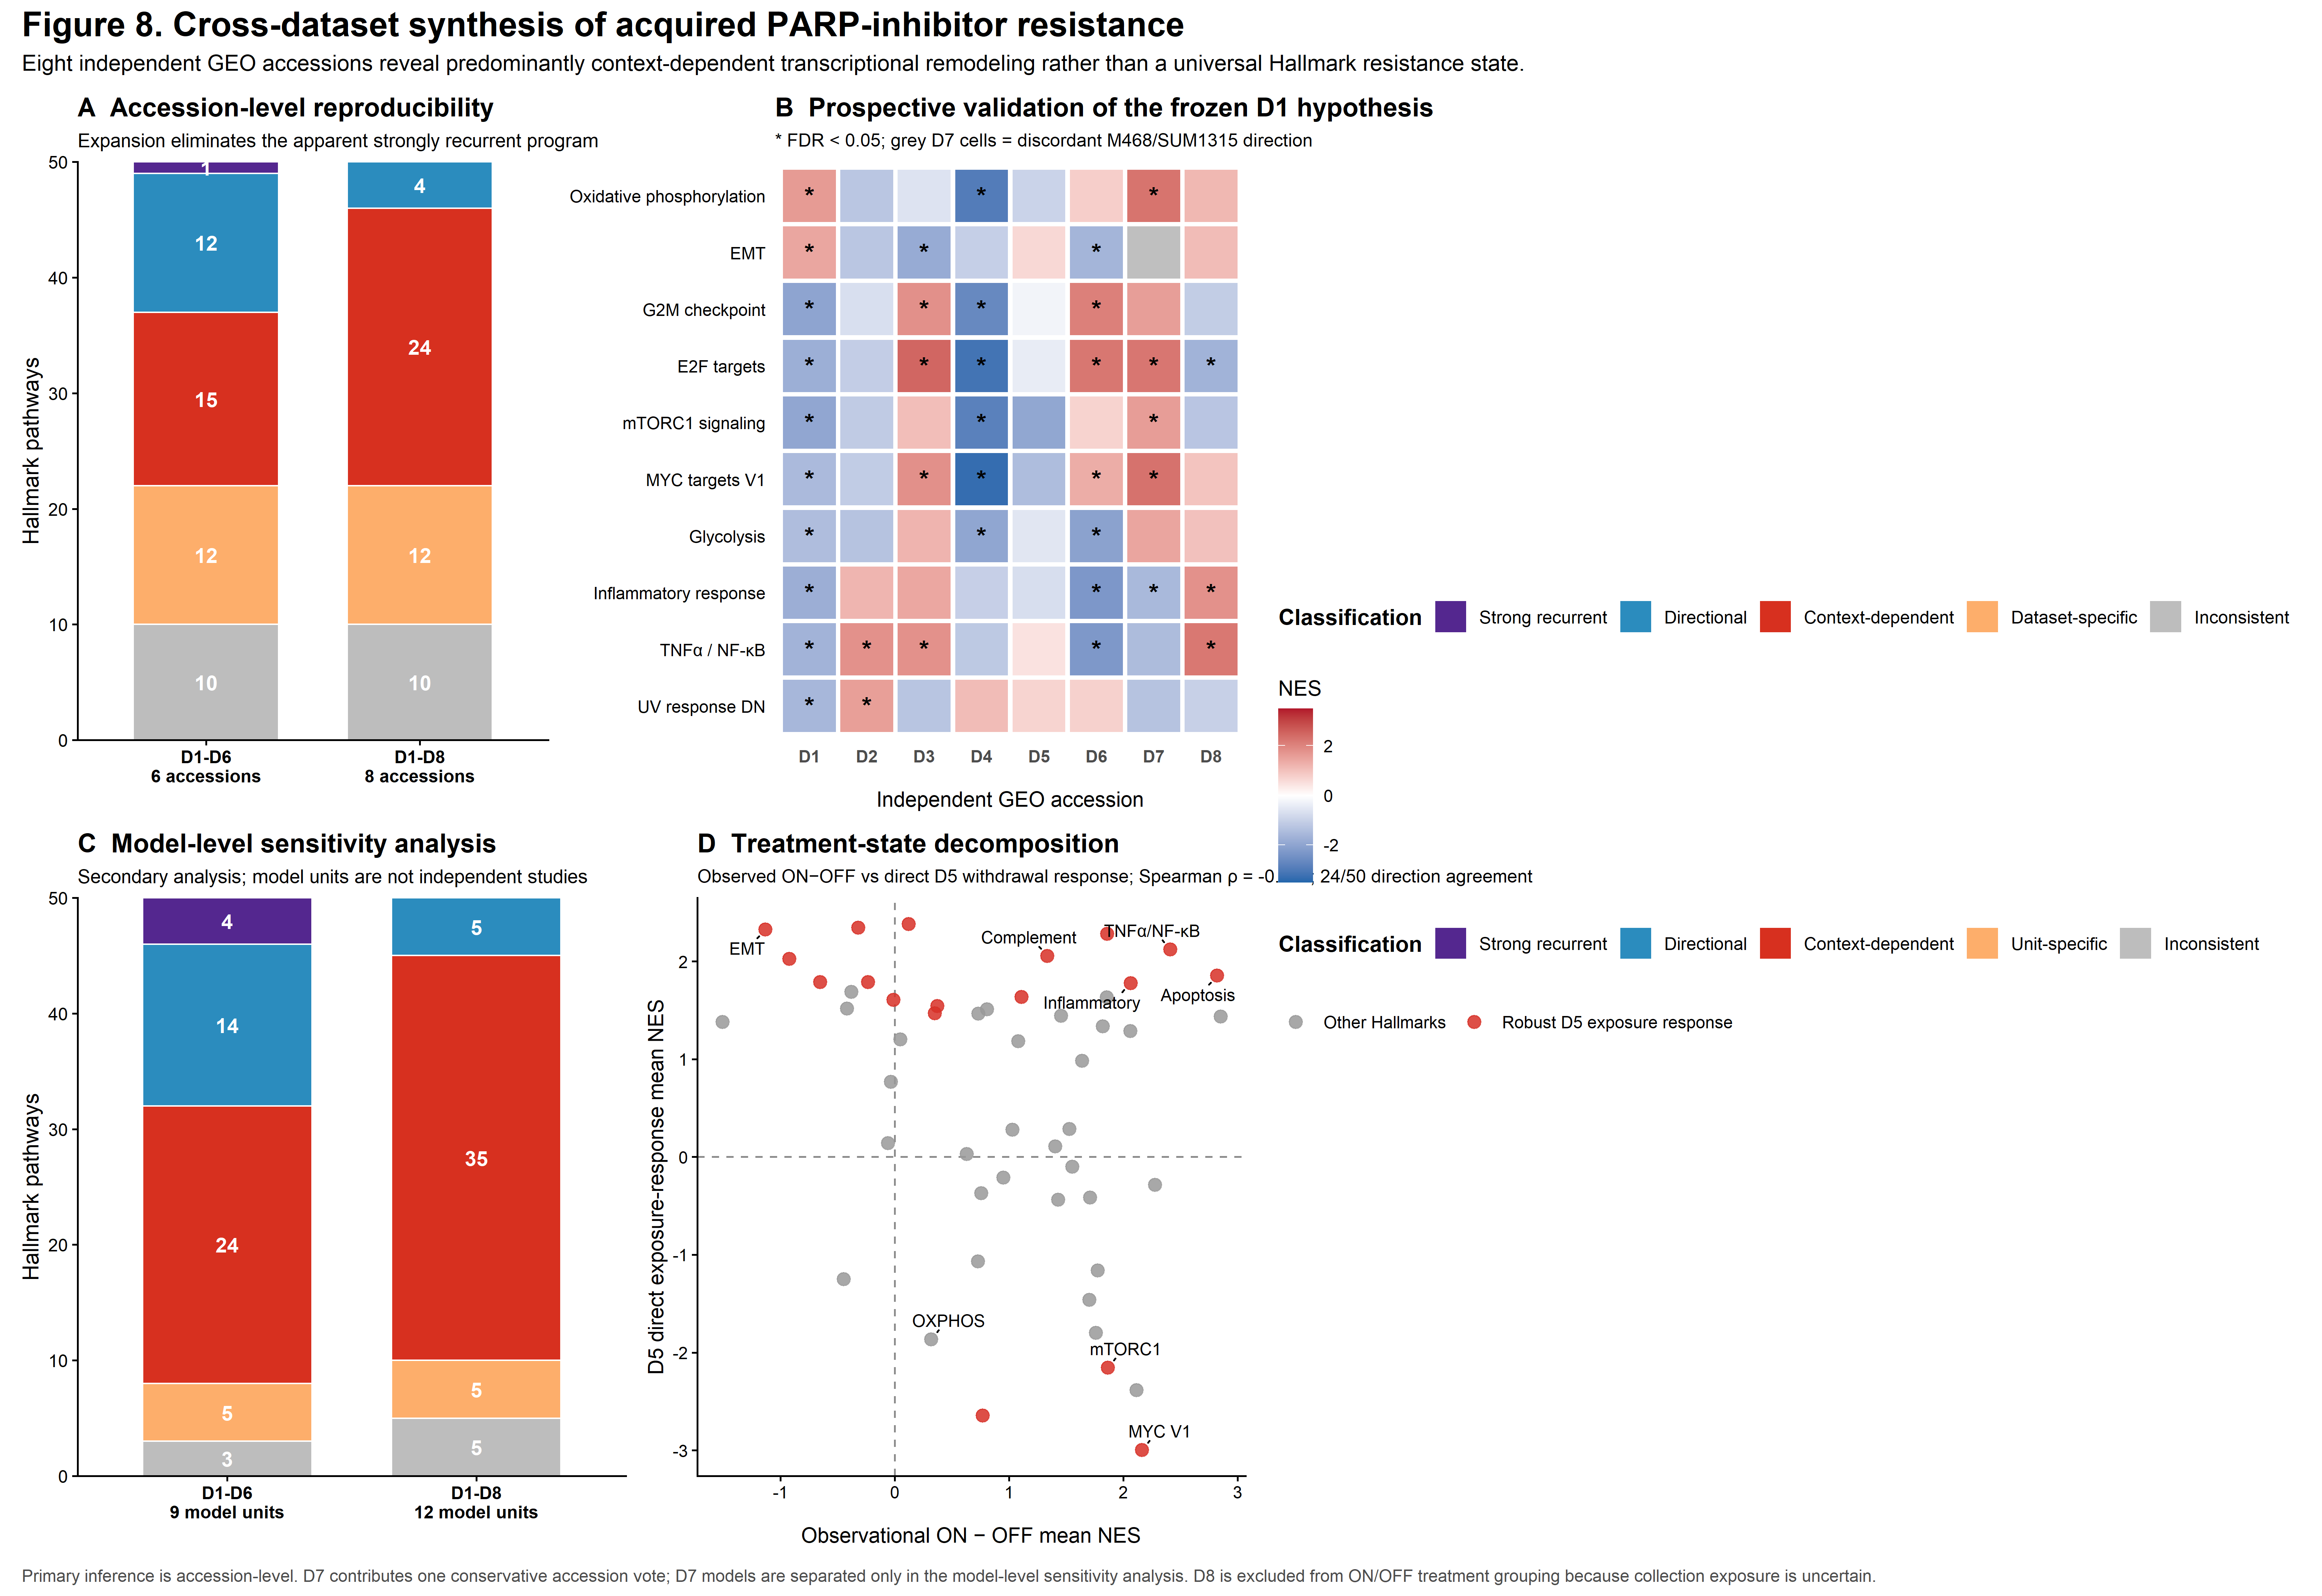 Figure 8. Cross-dataset synthesis of acquired PARP-inhibitor resistance
Eight independent GEO accessions reveal predominantly context-dependent transcriptional remodeling rather than a universal Hallmark resistance state.
A Accession-level reproducibility
Expansion eliminates the apparent strongly recurrent program
Hallmark pathways
50
40
30
20
10
0
1
12
15
12
10
4
24
12
10
D1-D6
6 accessions
D1-D8
8 accessions
B Prospective validation of the frozen D1 hypothesis
* FDR < 0.05; grey D7 cells = discordant M468/SUM1315 direction
Oxidative phosphorylation * * *
EMT * * *
G2M checkpoint * * * *
E2F targets * * * * * *
mTORC1 signaling * * *
MYC targets V1 * * * * *
Glycolysis * * *
Inflammatory response * * * *
TNFα / NF-κB * * * * *
UV response DN * *
D1 D2 D3 D4 D5 D6 D7 D8
Independent GEO accession
Classification Strong recurrent Directional Context-dependent Dataset-specific Inconsistent
NES
2
0
-2
C Model-level sensitivity analysis
Secondary analysis; model units are not independent studies
Hallmark pathways
50
40
30
20
10
0
4
14
24
5
3
5
35
5
5
D1-D6
9 model units
D1-D8
12 model units
D Treatment-state decomposition
Observed ON−OFF vs direct D5 withdrawal response; Spearman ρ = -0. 24/50 direction agreement
D5 direct exposure-response mean NES
2
1
0
-1
-2
-3
EMT
Complement
TNFα/NF-κB
Inflammatory
Apoptosis
OXPHOS
mTORC1
MYC V1
-1 0 1 2 3
Observational ON − OFF mean NES
Classification Strong recurrent Directional Context-dependent Unit-specific Inconsistent
Other Hallmarks Robust D5 exposure response
Primary inference is accession-level. D7 contributes one conservative accession vote; D7 models are separated only in the model-level sensitivity analysis. D8 is excluded from ON/OFF treatment grouping because collection exposure is uncertain.